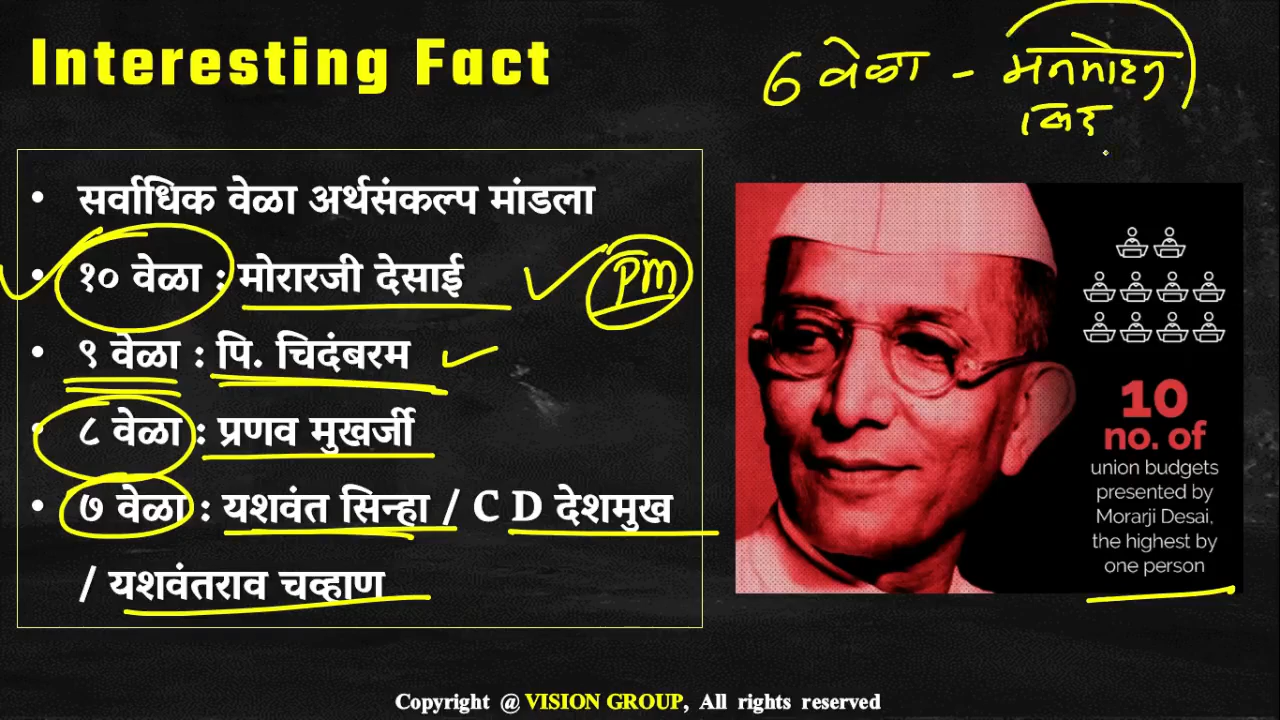 Interesting Fact
6 वेळा - मनमोहन
सिंह
• सर्वाधिक वेळा अर्थसंकल्प मांडला
• १० वेळा : मोरारजी देसाई
PM
• ९ वेळा : पि. चिदंबरम
• ८ वेळा : प्रणव मुखर्जी
• ७ वेळा : यशवंत सिन्हा / C D देशमुख
/ यशवंतराव चव्हाण
10
no. of
union budgets
presented by
Morarji Desai,
the highest by
one person
Copyright @ VISION GROUP, All rights reserved